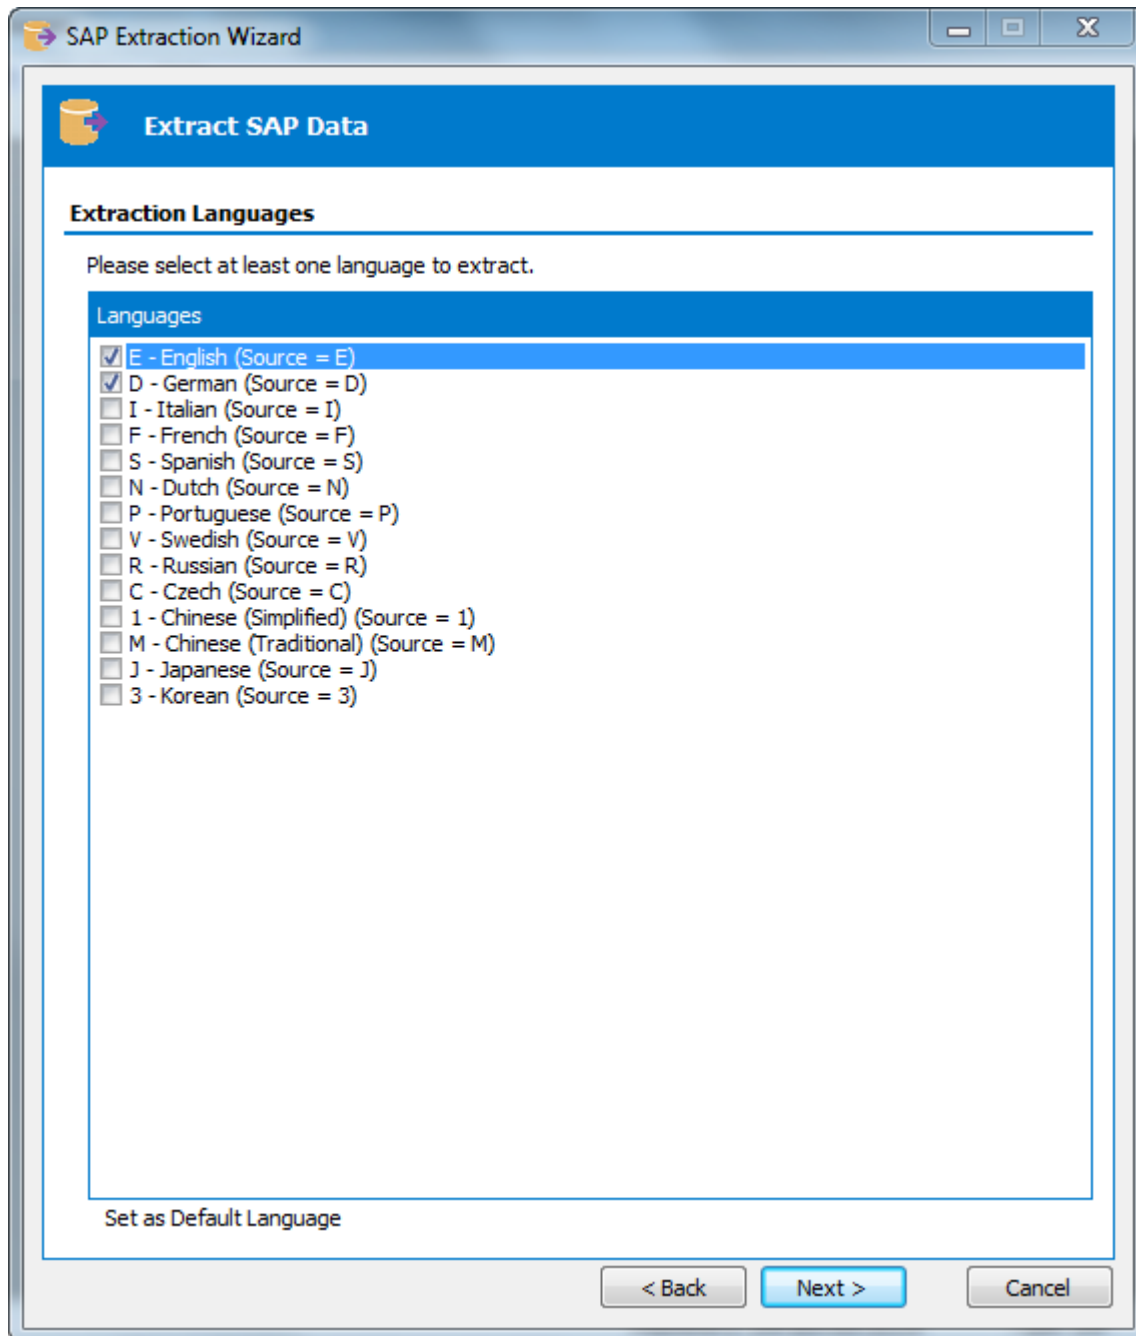 SAP Extraction Wizard
Extract SAP Data
Extraction Languages
Please select at least one language to extract.
Languages
E - English (Source = E)
D - German (Source = D)
I - Italian (Source = I)
F - French (Source = F)
S - Spanish (Source = S)
N - Dutch (Source = N)
P - Portuguese (Source = P)
V - Swedish (Source = V)
R - Russian (Source = R)
C - Czech (Source = C)
1 - Chinese (Simplified) (Source = 1)
M - Chinese (Traditional) (Source = M)
J - Japanese (Source = J)
3 - Korean (Source = 3)
Set as Default Language
< Back Next > Cancel